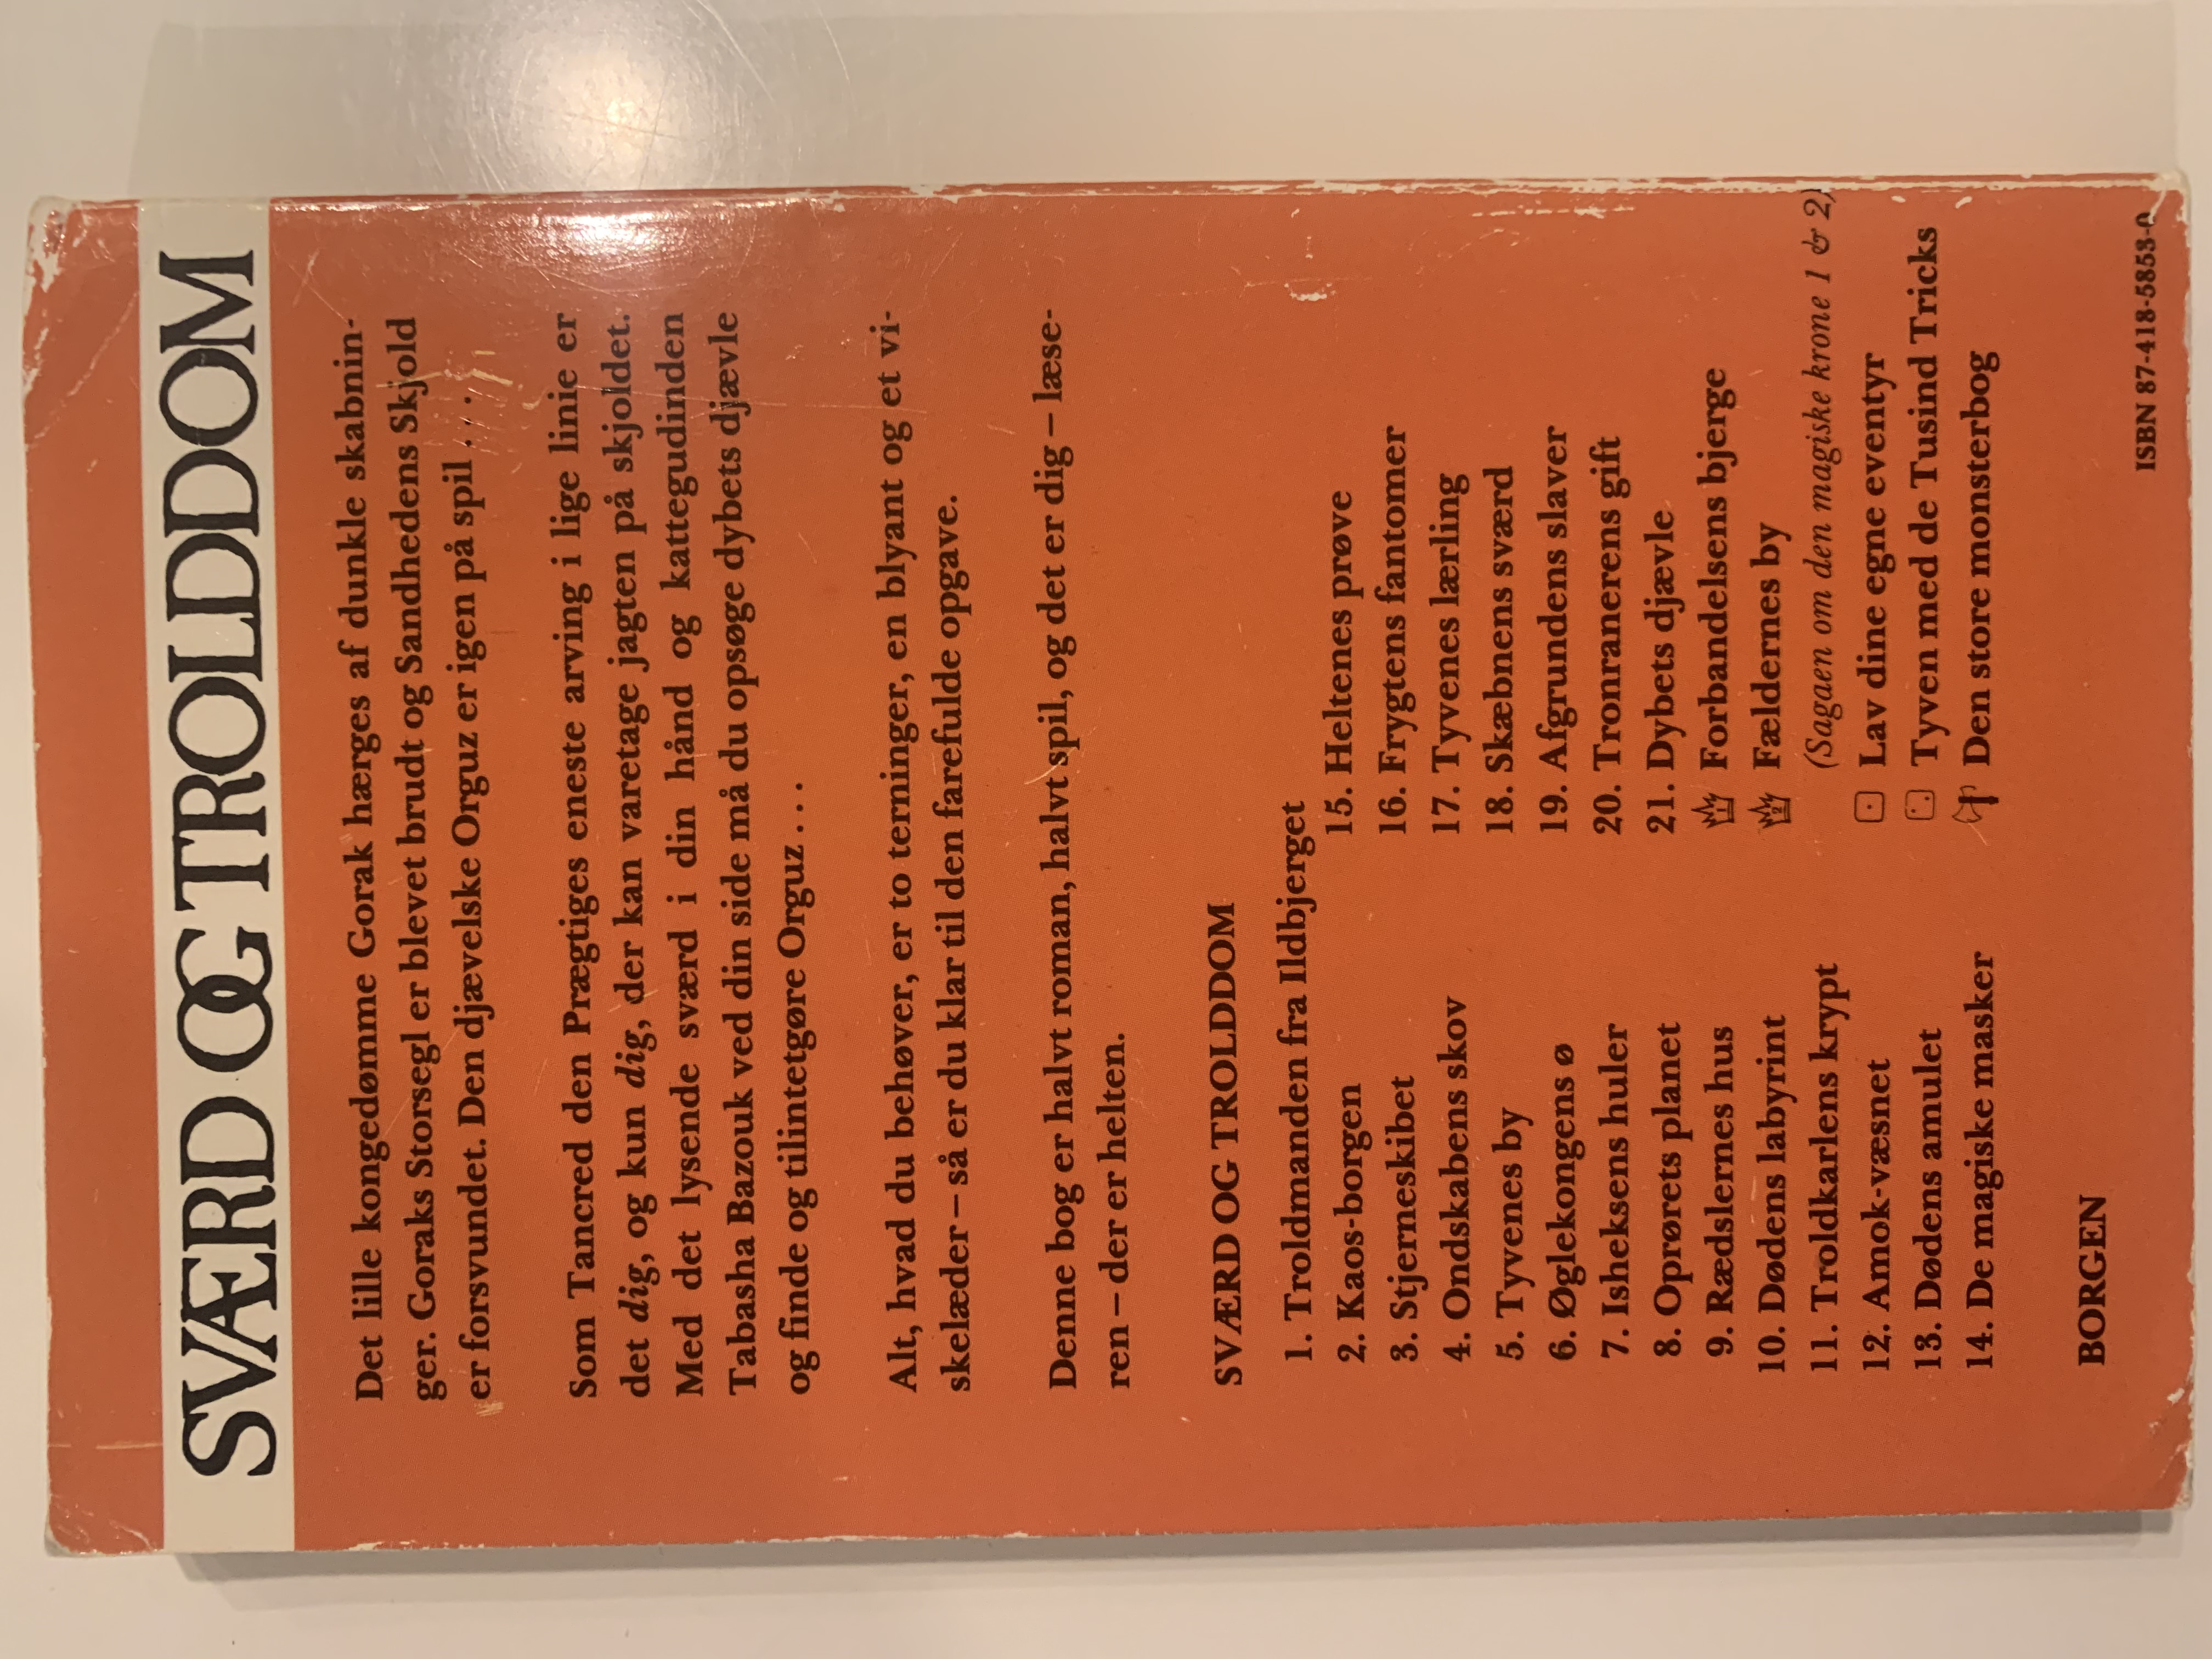 SVÆRD OG TROLDDOM
Det lille kongedømme Gorak hærges af dunkle skabnin-
ger. Goraks Storsegl er blevet brudt og Sandhedens Skjold
er forsvundet. Den djævelske Orguz er igen på spil . . .
Som Tancred den Prægtiges eneste arving i lige linie er
det dig, og kun dig, der kan varetage jagten på skjoldet.
Med det lysende sværd i din hånd og kattegudinden
Tabasha Bazouk ved din side må du opsøge dybets djævle
og finde og tilintetgøre Orguz . . .
Alt, hvad du behøver, er to terninger, en blyant og et vi-
skelæder – så er du klar til den farefulde opgave.
Denne bog er halvt roman, halvt spil, og det er dig – læse-
ren – der er helten.
SVÆRD OG TROLDDOM
1. Troldmanden fra Ildbjerget
2. Kaos-borgen
3. Stjerneskibet
4. Ondskabens skov
5. Tyvenes by
6. Øglekongens ø
7. Isheksens huler
8. Oprørets planet
9. Rædslernes hus
10. Dødens labyrint
11. Troldkarlens krypt
12. Amok-væsnet
13. Dødens amulet
14. De magiske masker
15. Heltenes prøve
16. Frygtens fantomer
17. Tyvenes lærling
18. Skæbnens sværd
19. Afgrundens slaver
20. Tronranerens gift
21. Dybets djævle
1 Forbandelsens bjerge
2 Fældernes by
(Sagaen om den magiske krone 1 & 2)
Lav dine egne eventyr
Tyven med de Tusind Tricks
Den store monsterbog
BORGEN
ISBN 87-418-5853-0